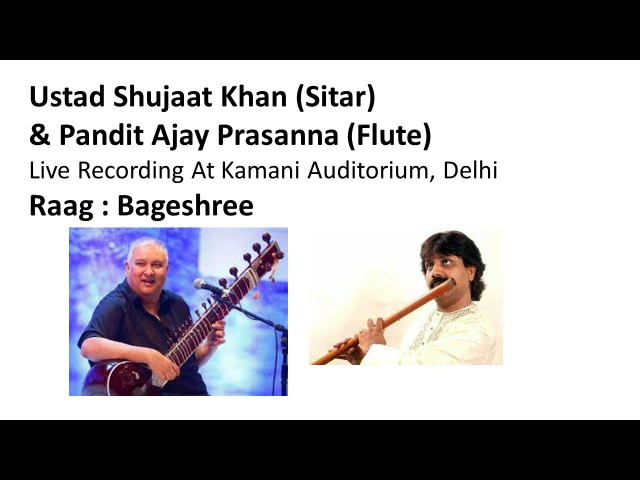 Ustad Shujaat Khan (Sitar)
& Pandit Ajay Prasanna (Flute)
Live Recording At Kamani Auditorium, Delhi
Raag : Bageshree